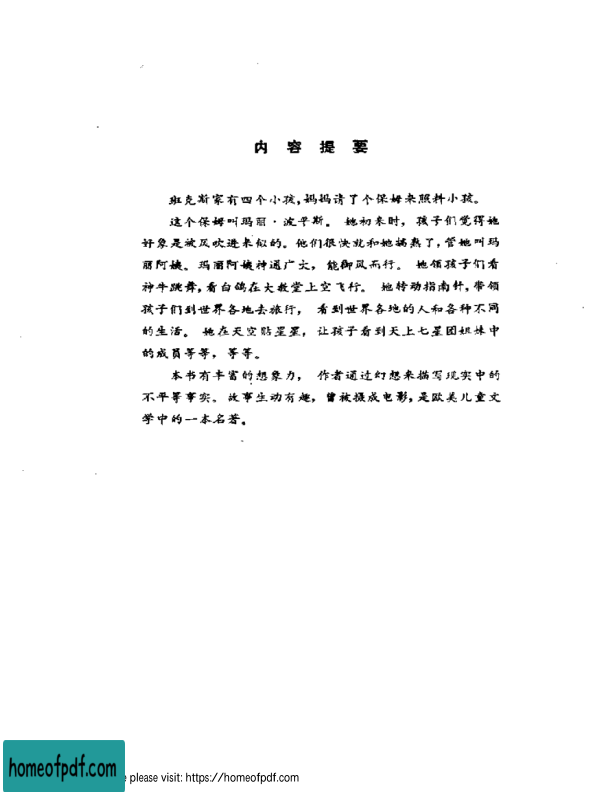 内容提要
班克斯家有四个小孩，妈妈请了个保姆来照料小孩。
这个保姆叫玛丽·波平斯。她初来时，孩子们觉得她
好象是被风吹进来似的。他们很快就和她搞熟了，管她叫玛
丽阿姨。玛丽阿姨神通广大，能御风而行。她领孩子们看
神牛跳舞，看白鸽在大教堂上空飞行。她转动指南针，带领
孩子们到世界各地去旅行，看到世界各地的人和各种不同
的生活。她在天空贴星星，让孩子看到天上七星团姐妹中
的成员等等，等等。
本书有丰富的想象力，作者通过幻想来描写现实中的
不平等事实。故事生动有趣，曾被摄成电影，是欧美儿童文
学中的一本名著。
homeofpdf.com
please visit: https://homeofpdf.com